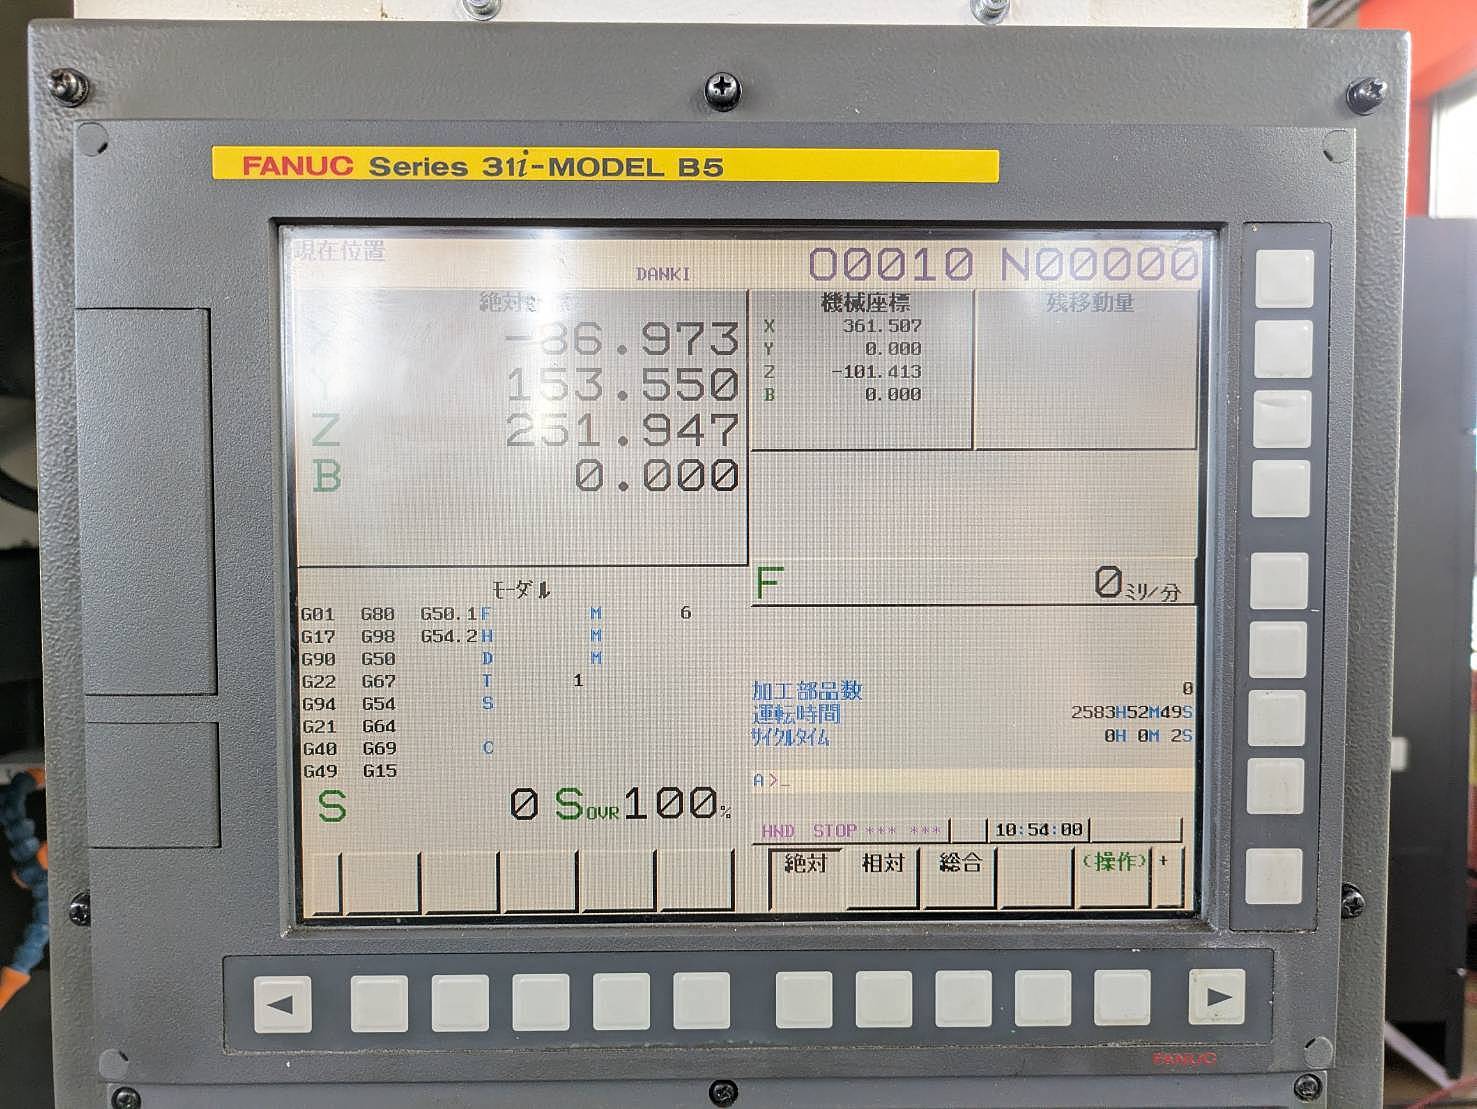 FANUC Series 31i-MODEL B5
現在位置
DANKI
O0010 N00000
絶対
-86.973
153.550
Z 251.947
B 0.000
機械座標
X 361.507
Y 0.000
Z -101.413
B 0.000
残移動量
F 0 ミリ/分
モーダル
G01 G80 G50.1 F M 6
G17 G98 G54.2 H M
G90 G50 D M
G22 G67 T 1
G94 G54 S
G21 G64
G40 G69 C
G49 G15
S 0 SOVR100%
加工部品数 0
運転時間 2583H52M49S
サイクルタイム 0H 0M 2S
A>_
HND STOP *** *** 10:54:00
絶対 相対 総合 (操作) +
◀ ▶
FANUC